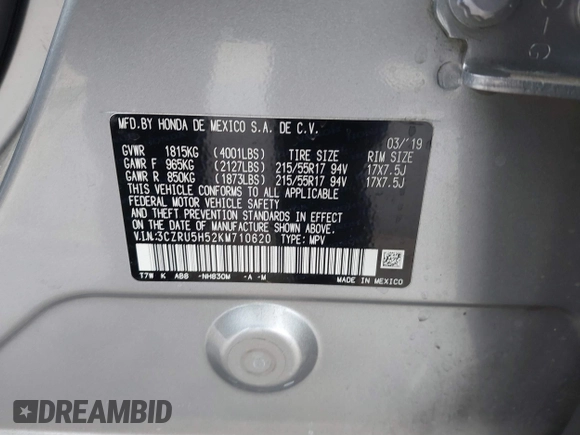 MFD.BY HONDA DE MEXICO S.A. DE C.V.
03/'19
GVWR 1815KG (4001LBS) TIRE SIZE RIM SIZE
GAWR F 965KG (2127LBS) 215/55R17 94V 17X7.5J
GAWR R 850KG (1873LBS) 215/55R17 94V 17X7.5J
THIS VEHICLE CONFORMS TO ALL APPLICABLE
FEDERAL MOTOR VEHICLE SAFETY AND
THEFT PREVENTION STANDARDS IN EFFECT ON
THE DATE OF MANUFACTURE SHOWN ABOVE.
V.I.N:3CZRU5H52KM710620 TYPE: MPV
T7W K AB8 -NH830M -A -M
MADE IN MEXICO
DREAMBID